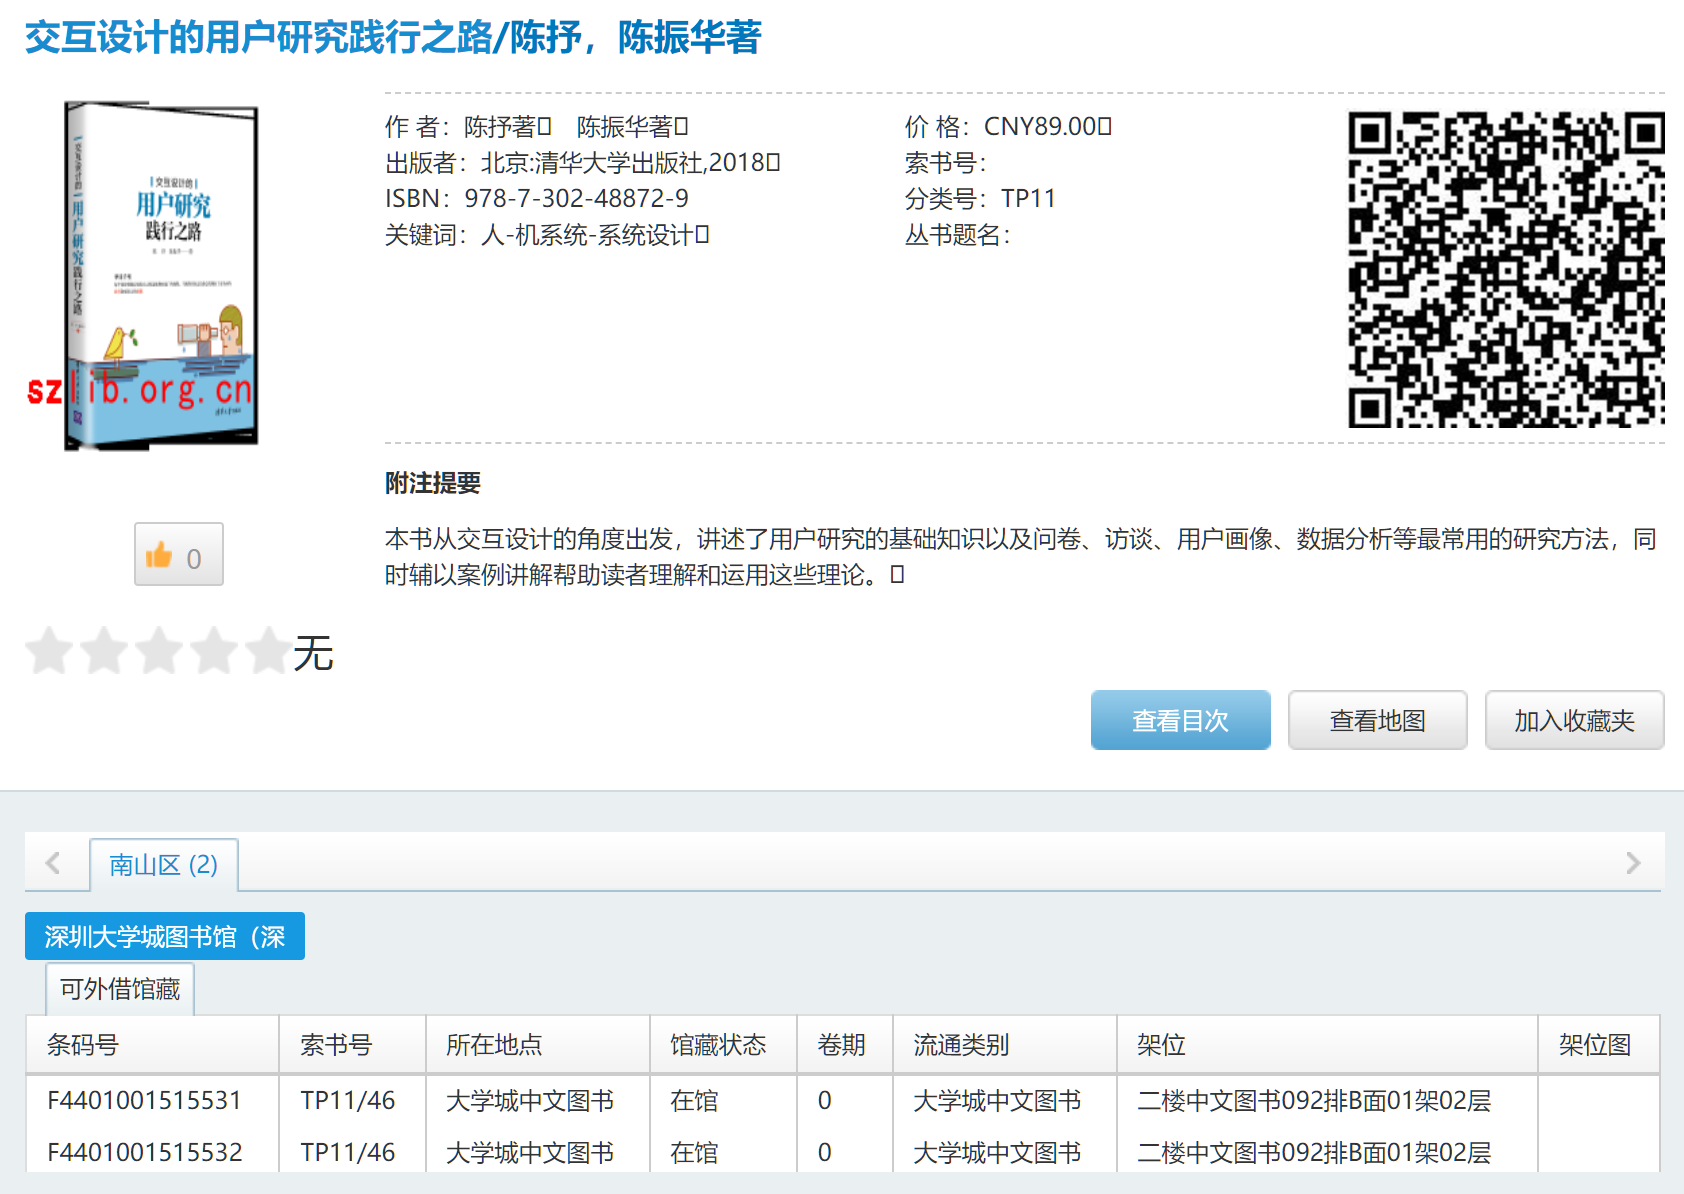 交互设计的用户研究践行之路/陈抒，陈振华著
交互设计的用户研究践行之路
交互设计的
用户研究
践行之路
szlib.org.cn
作 者：陈抒著 陈振华著
价 格：CNY89.00
出版者：北京:清华大学出版社,2018
索书号：
ISBN：978-7-302-48872-9
分类号：TP11
关键词：人-机系统-系统设计
丛书题名：
附注提要
本书从交互设计的角度出发，讲述了用户研究的基础知识以及问卷、访谈、用户画像、数据分析等最常用的研究方法，同
时辅以案例讲解帮助读者理解和运用这些理论。
0
无
查看目次 查看地图 加入收藏夹
南山区 (2)
深圳大学城图书馆（深
可外借馆藏
条码号 索书号 所在地点 馆藏状态 卷期 流通类别 架位 架位图
F4401001515531 TP11/46 大学城中文图书 在馆 0 大学城中文图书 二楼中文图书092排B面01架02层
F4401001515532 TP11/46 大学城中文图书 在馆 0 大学城中文图书 二楼中文图书092排B面01架02层